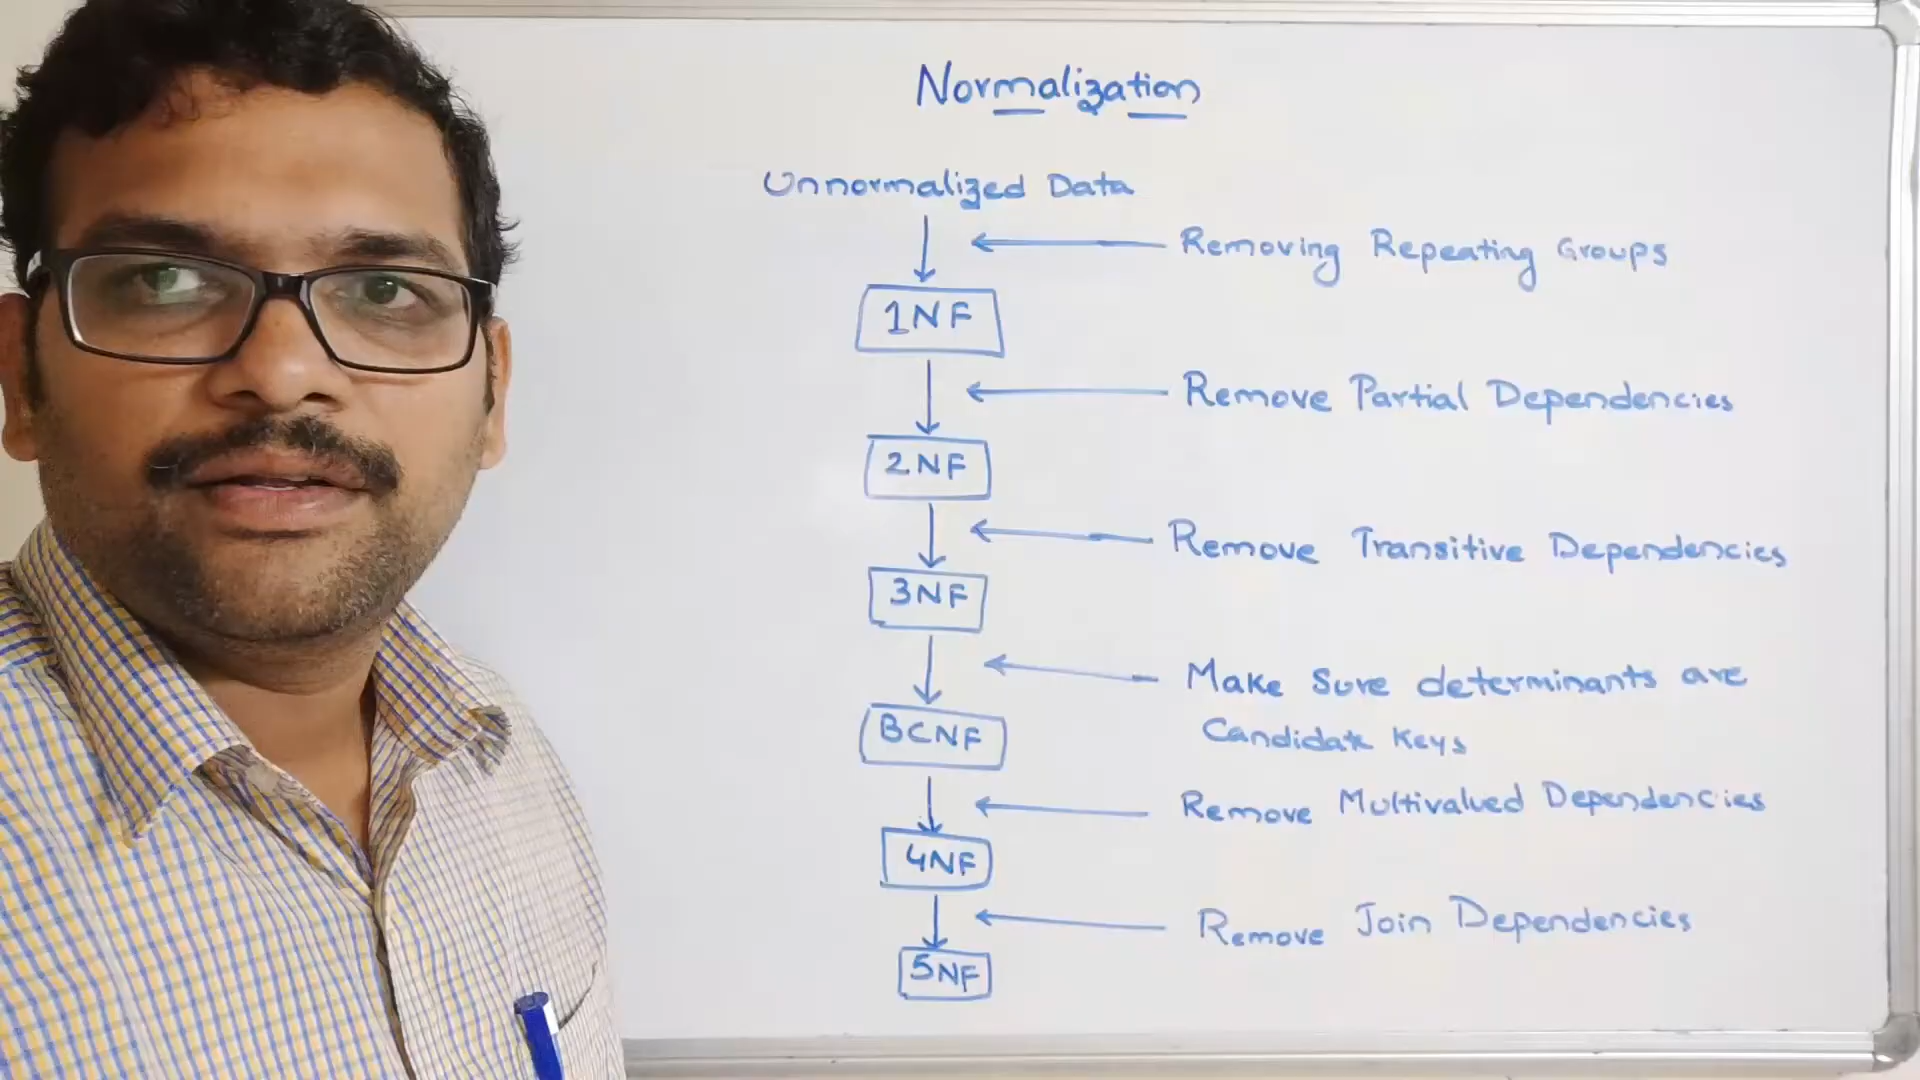 Normalization
Unnormalized Data
Removing Repeating Groups
1NF
Remove Partial Dependencies
2NF
Remove Transitive Dependencies
3NF
Make Sure determinants are
Candidate Keys
BCNF
Remove Multivalued Dependencies
4NF
Remove Join Dependencies
5NF